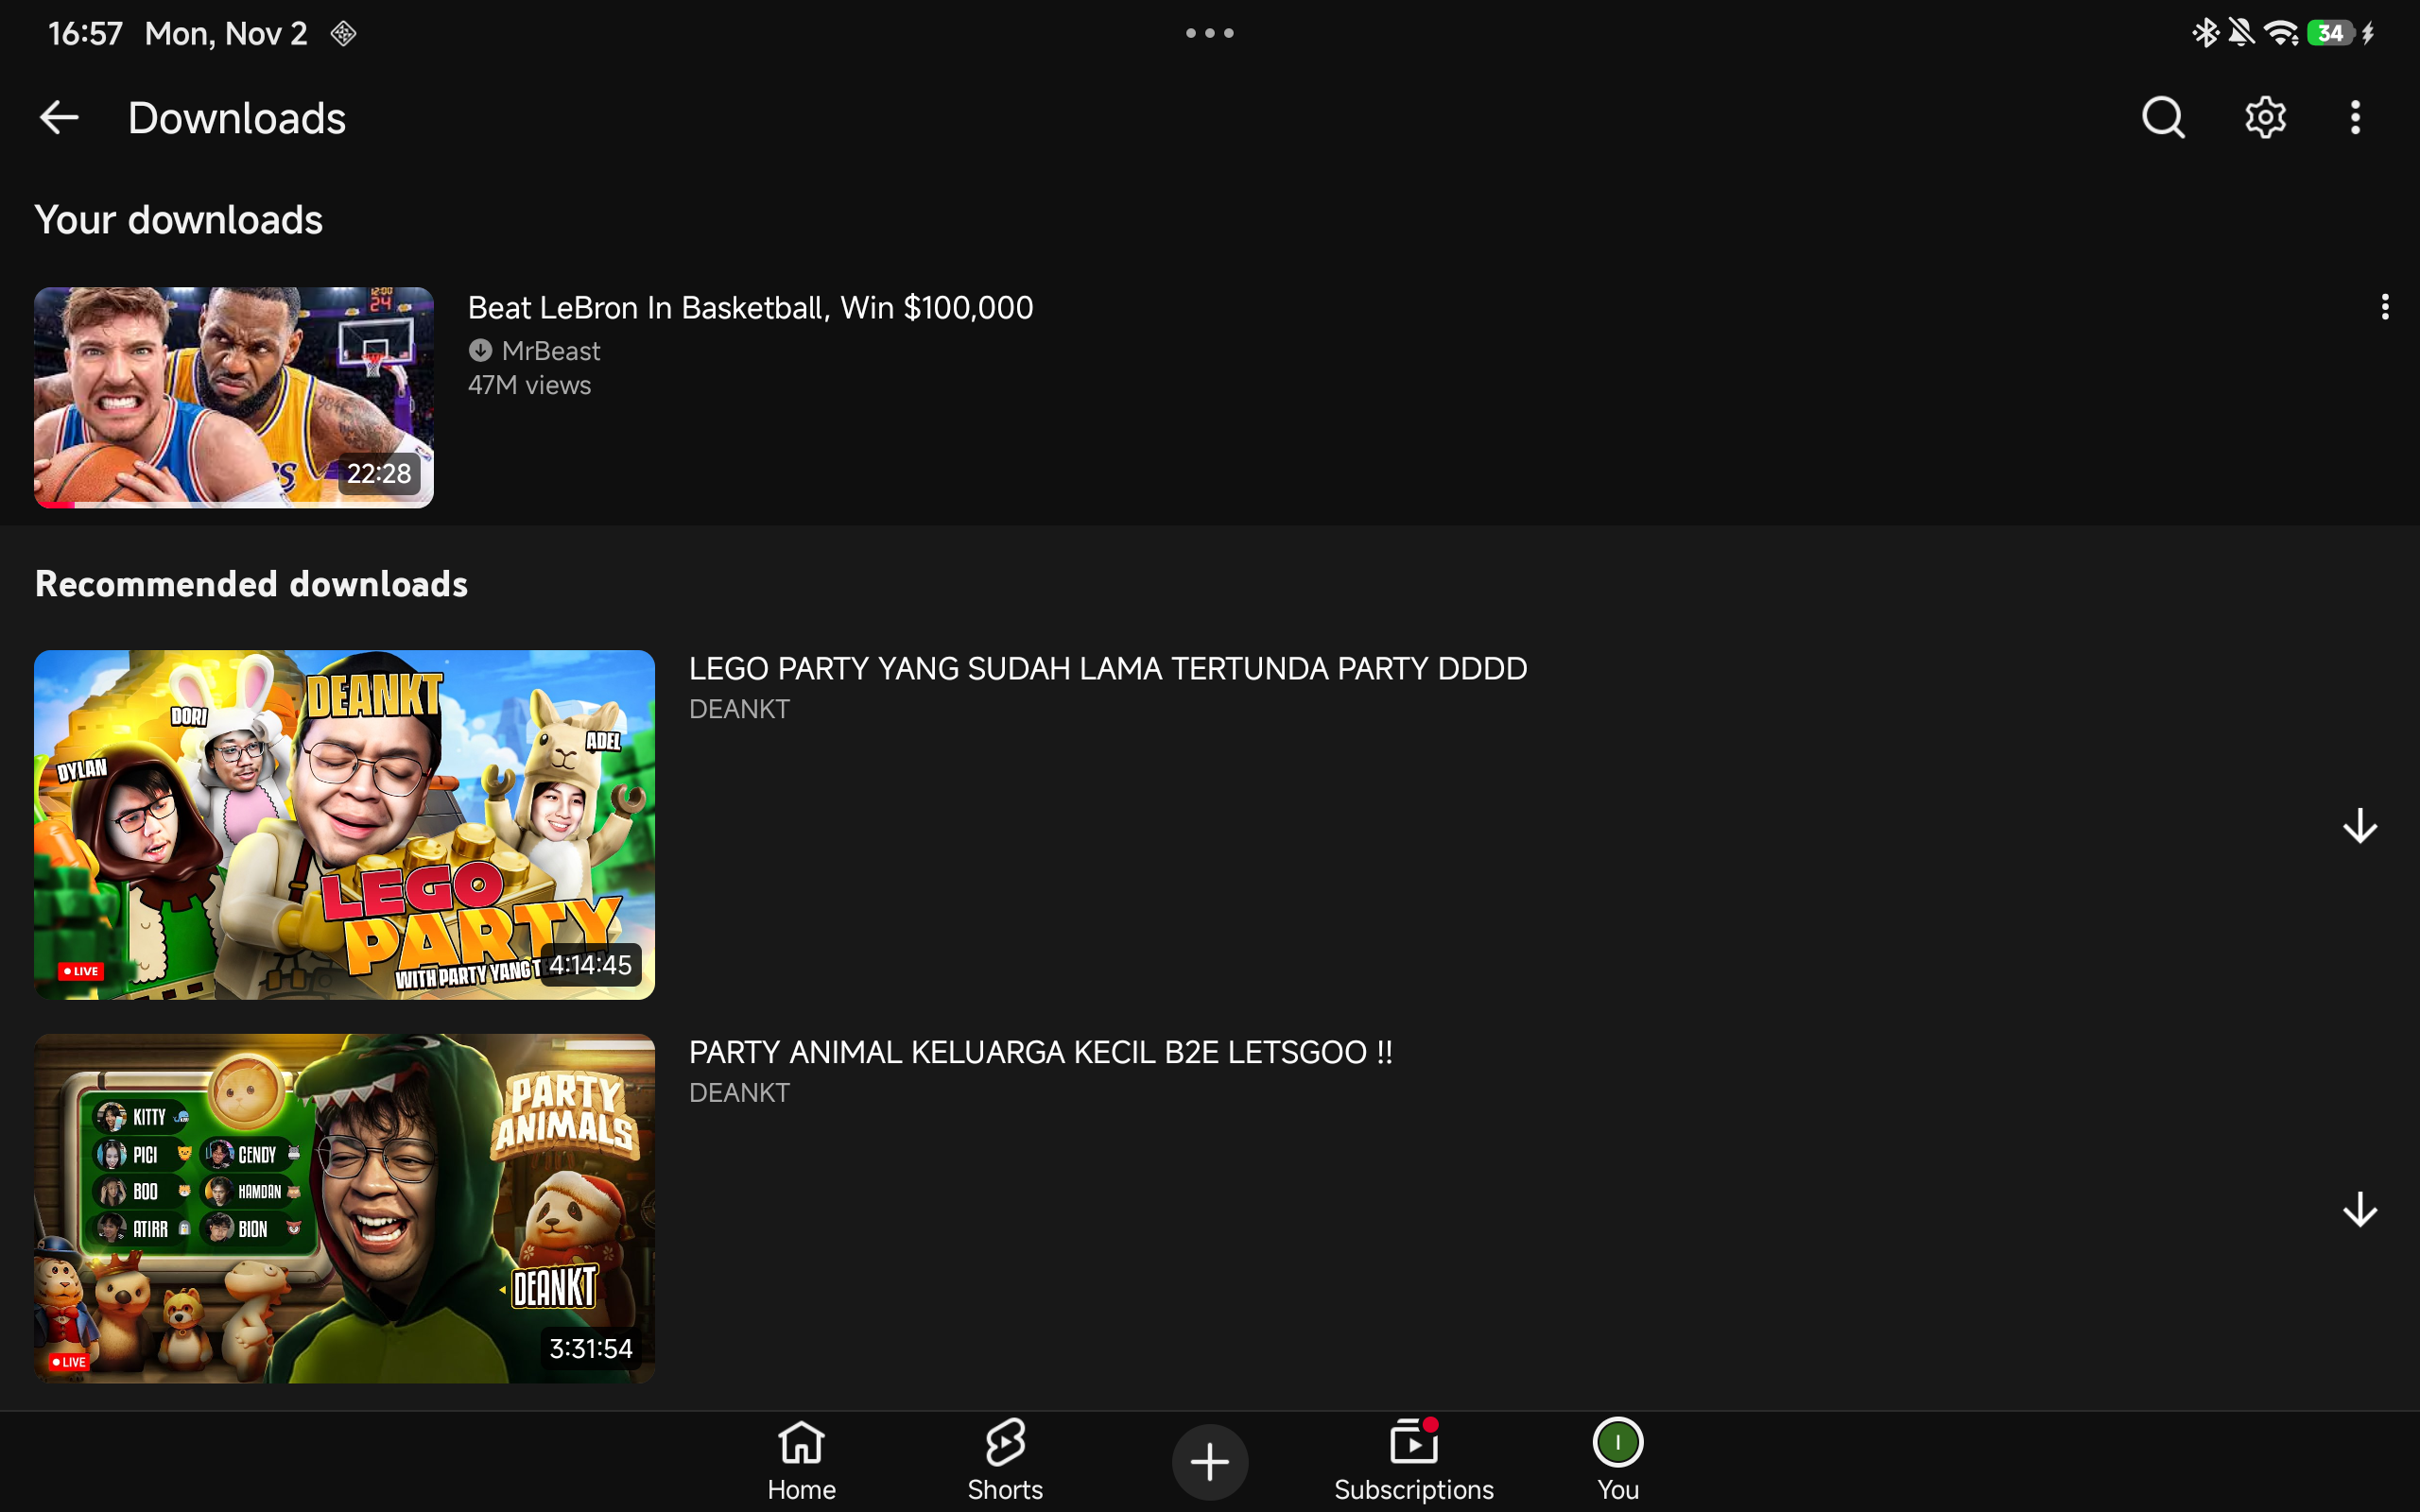 16:57 Mon, Nov 2
34
Downloads
Your downloads
12:00
24
22:28
Beat LeBron In Basketball, Win $100,000
MrBeast
47M views
Recommended downloads
DEANKT
DORI
ADEL
DYLAN
LEGO
PARTY
WITH PARTY YANG
LIVE
4:14:45
LEGO PARTY YANG SUDAH LAMA TERTUNDA PARTY DDDD
DEANKT
PARTY
ANIMALS
KITTY
PICI
CENDY
BOO
HAMDAN
ATIRR
BION
DEANKT
LIVE
3:31:54
PARTY ANIMAL KELUARGA KECIL B2E LETSGOO !!
DEANKT
I
Home
Shorts
Subscriptions
You